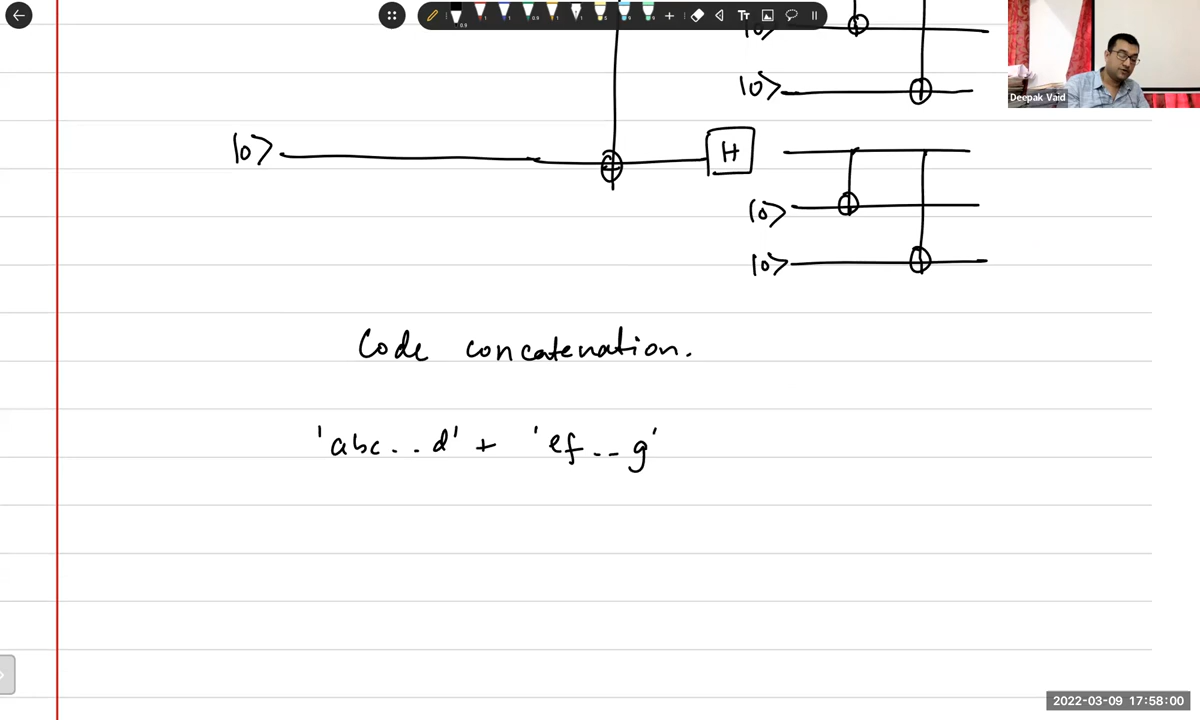 |0⟩
|0⟩
Deepak Vaid
|0⟩ H
|0⟩
|0⟩
Code concatenation.
'abc..d' + 'ef..g'
2022-03-09 17:58:00